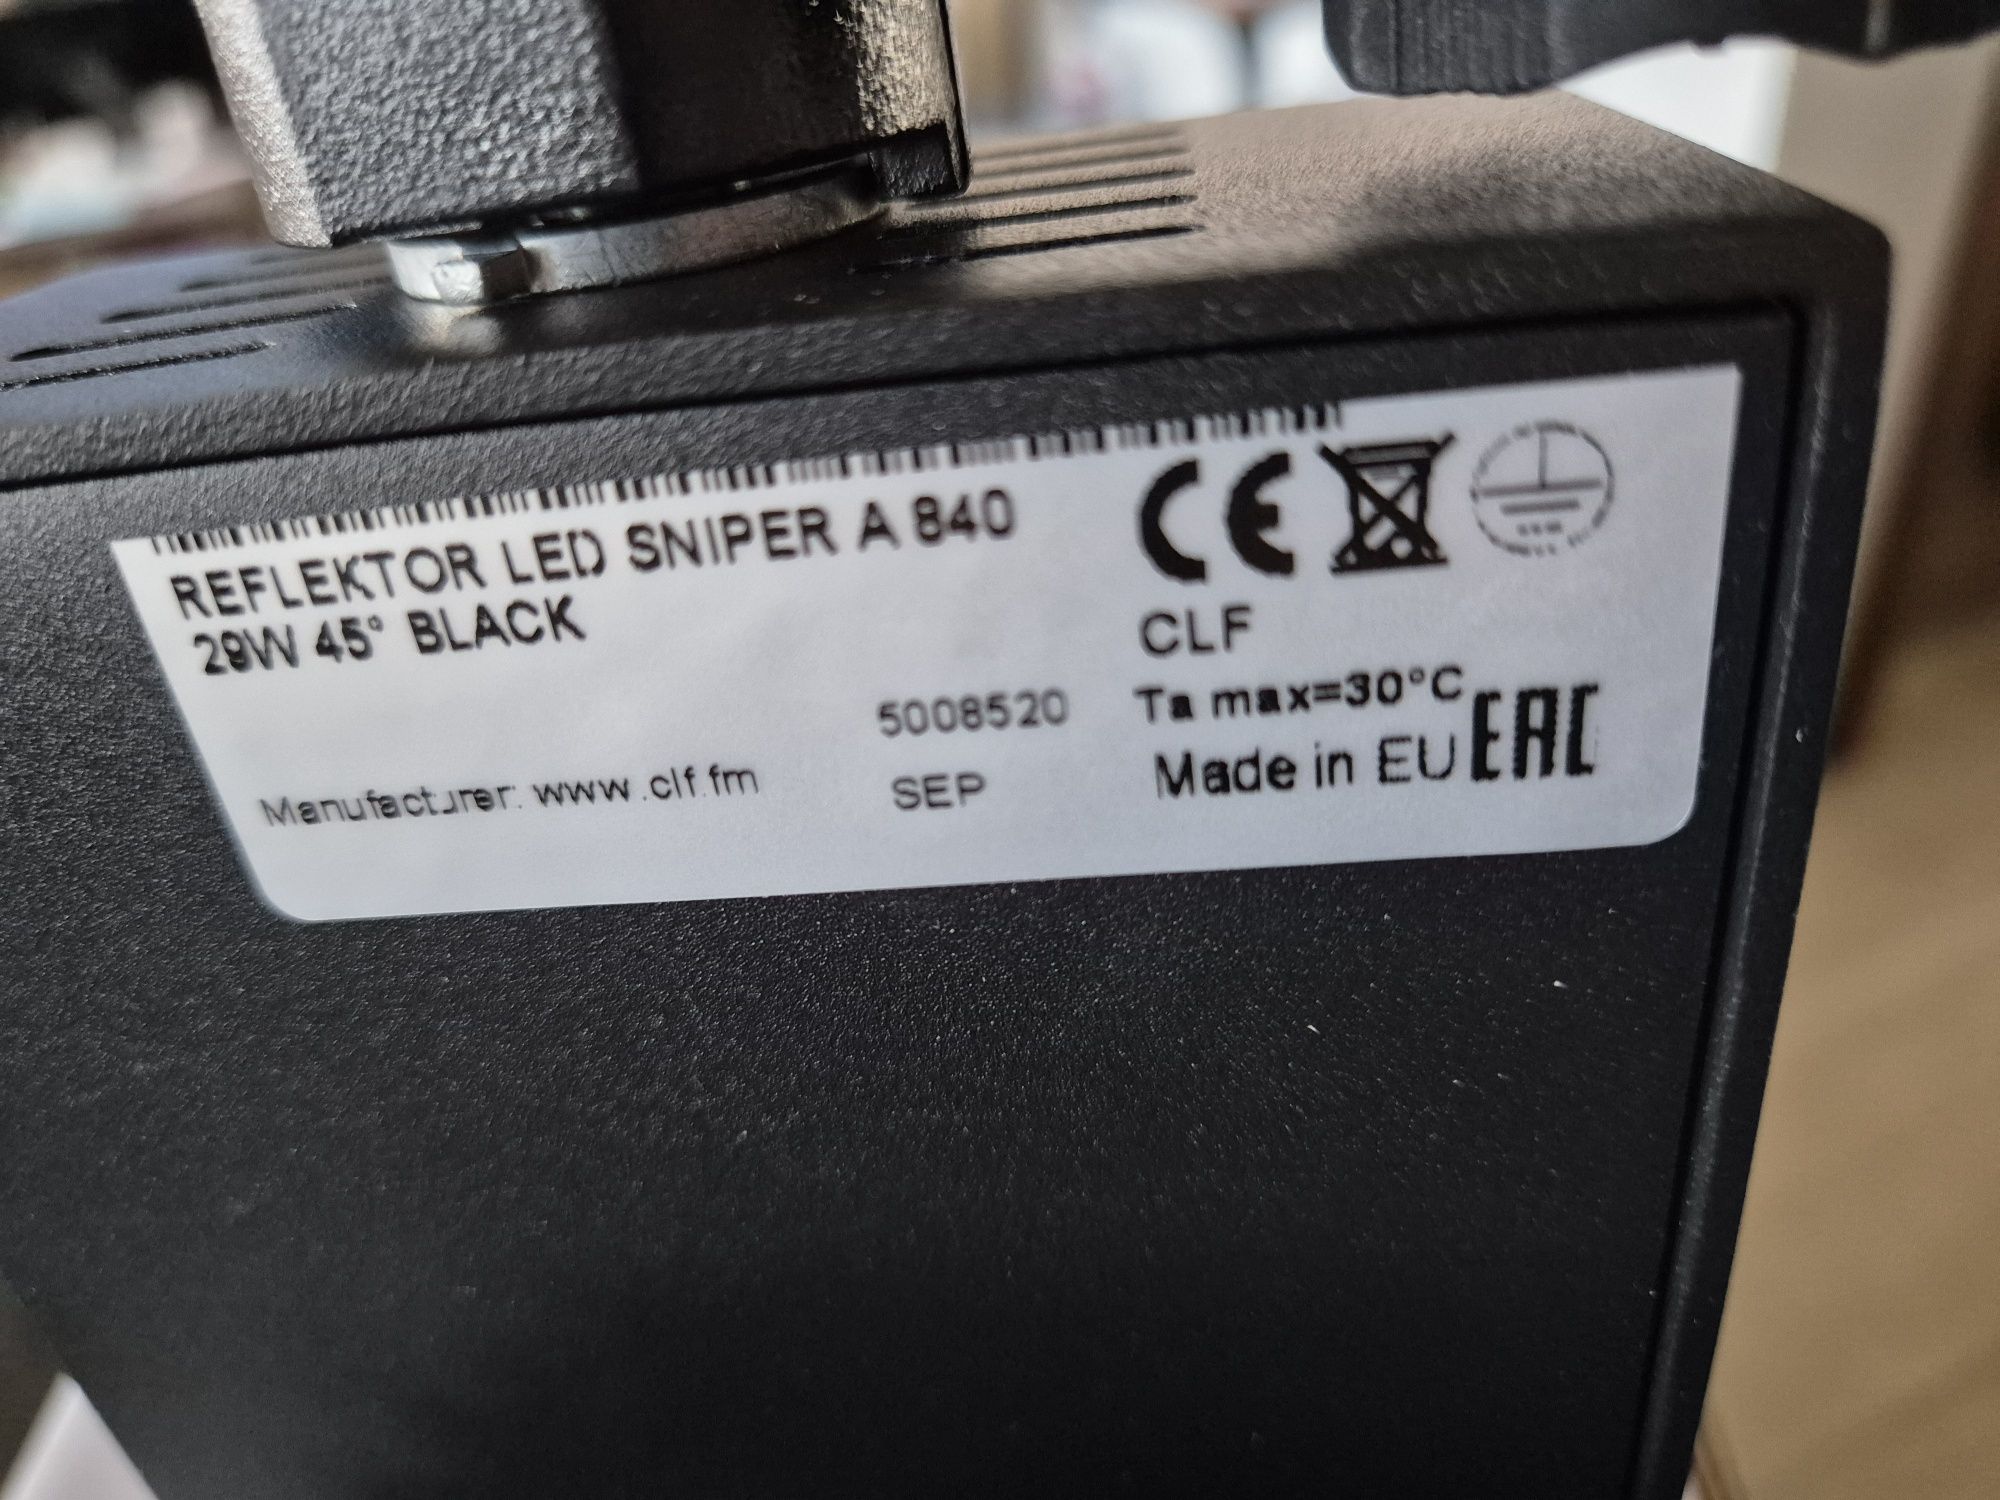 REFLEKTOR LED SNIPER A 840
29W 45° BLACK
5008520
Manufacturer: www.clf.fm
SEP
CE
CLF
Ta max=30°C
Made in EU EAC